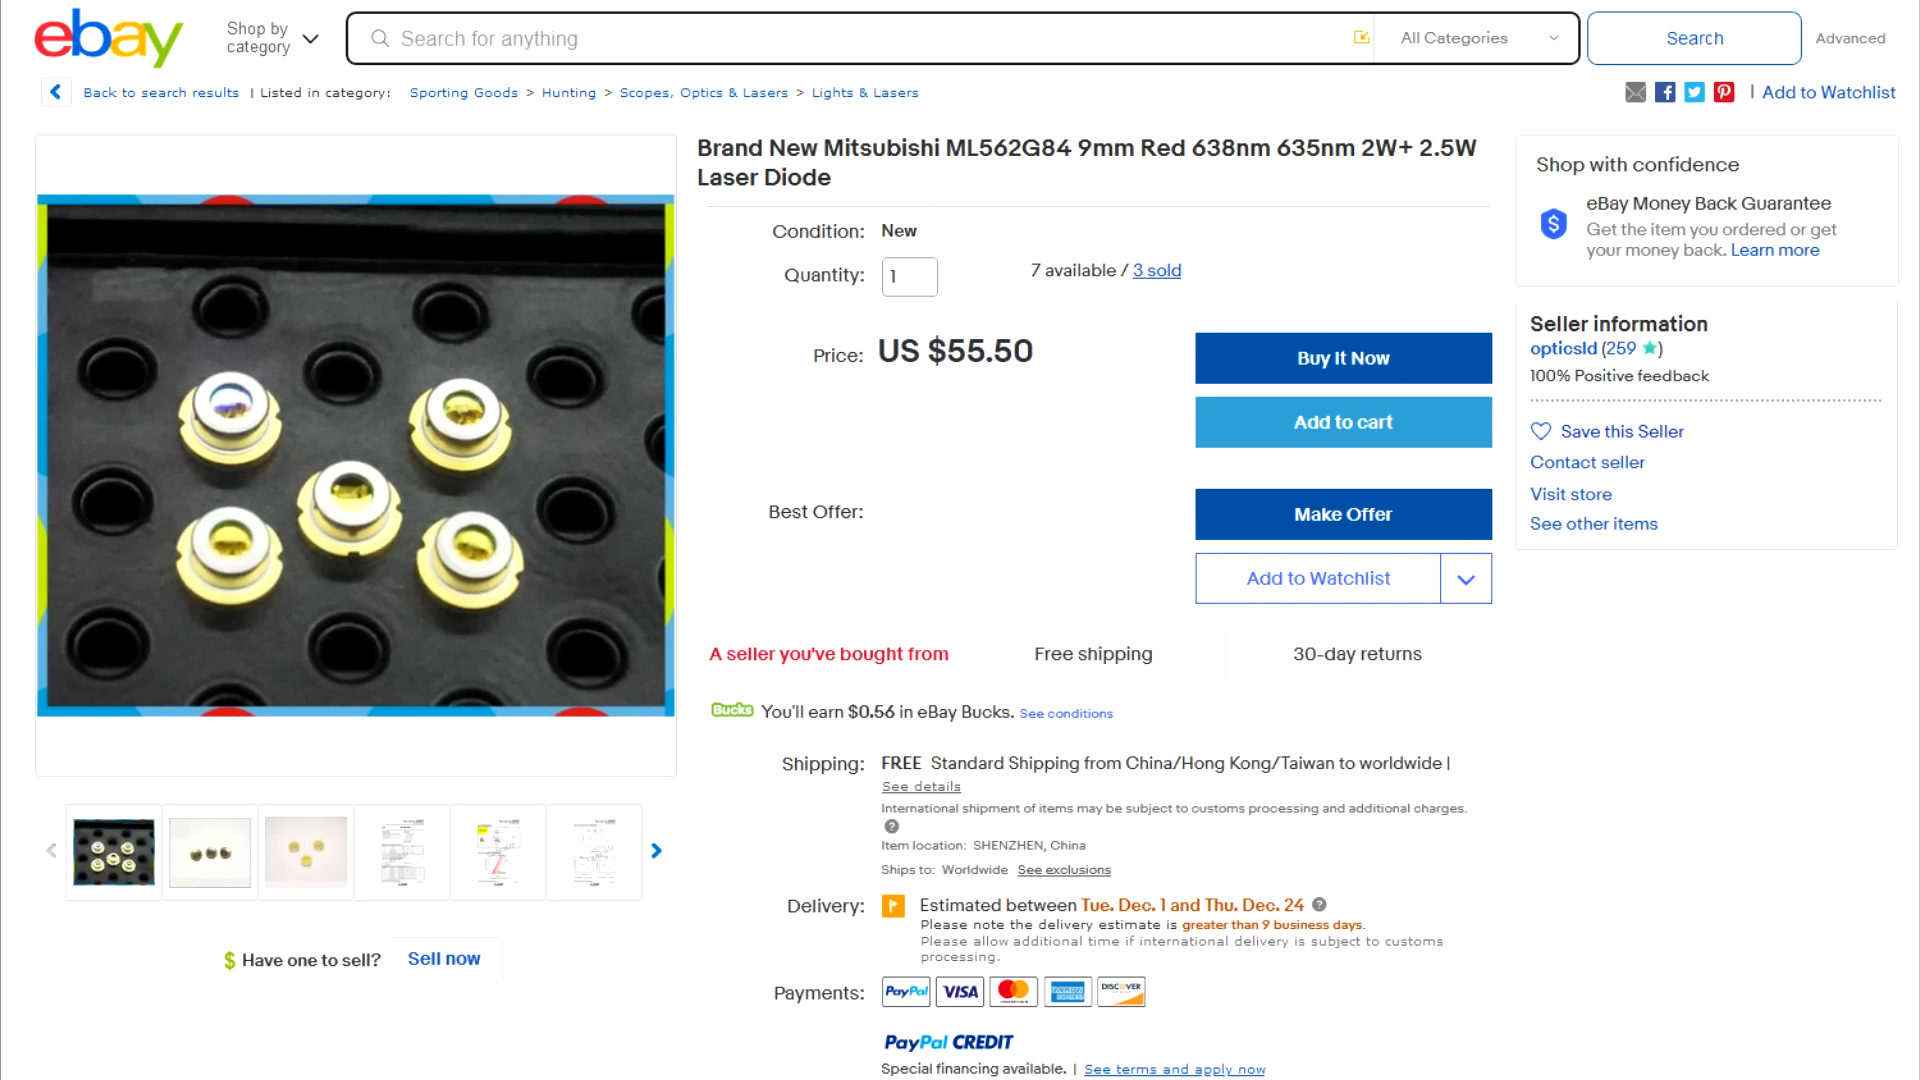 ebay
Shop by
category
Search for anything
All Categories
Search
Advanced
Back to search results | Listed in category: Sporting Goods > Hunting > Scopes, Optics & Lasers > Lights & Lasers
| Add to Watchlist
Brand New Mitsubishi ML562G84 9mm Red 638nm 635nm 2W+ 2.5W
Laser Diode
Condition: New
Quantity: 1
7 available / 3 sold
Price: US $55.50
Buy It Now
Add to cart
Best Offer:
Make Offer
Add to Watchlist
A seller you've bought from
Free shipping
30-day returns
Bucks You'll earn $0.56 in eBay Bucks. See conditions
Shipping: FREE Standard Shipping from China/Hong Kong/Taiwan to worldwide |
See details
International shipment of items may be subject to customs processing and additional charges.
Item location: SHENZHEN, China
Ships to: Worldwide See exclusions
Delivery: Estimated between Tue. Dec. 1 and Thu. Dec. 24
Please note the delivery estimate is greater than 9 business days.
Please allow additional time if international delivery is subject to customs
processing.
Payments: PayPal VISA DISCOVER
PayPal CREDIT
Special financing available. | See terms and apply now
$ Have one to sell? Sell now
Shop with confidence
eBay Money Back Guarantee
Get the item you ordered or get
your money back. Learn more
Seller information
opticsld (259)
100% Positive feedback
Save this Seller
Contact seller
Visit store
See other items